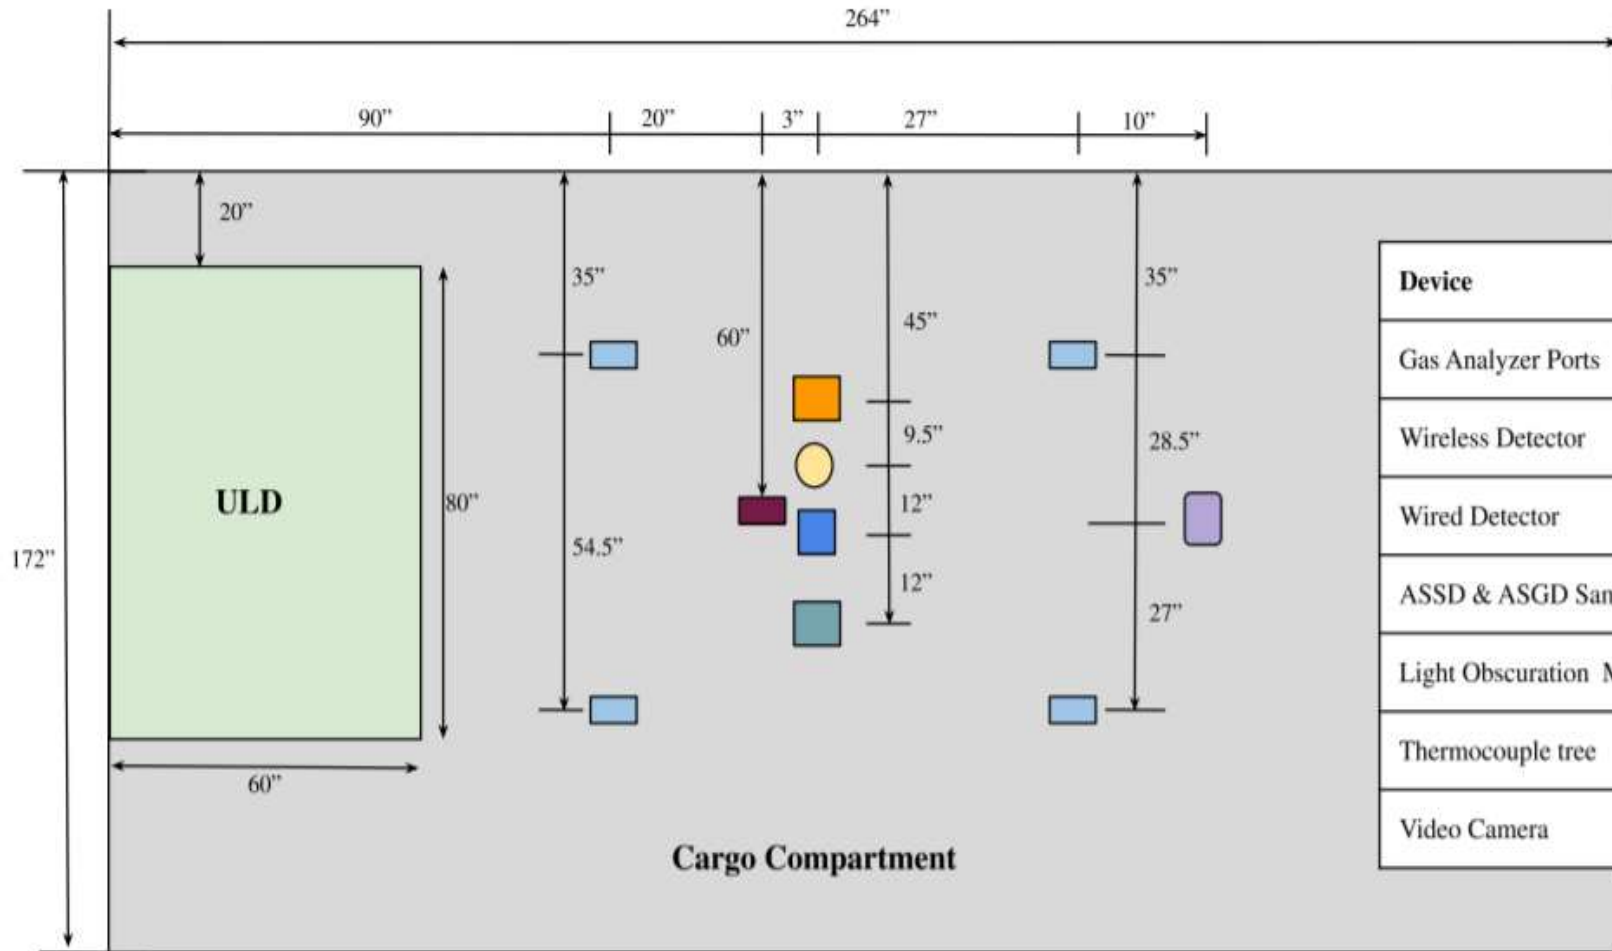 264”
90”
20”
3”
27”
10”
20”
35”
35”
60”
45”
9.5”
28.5”
12”
80”
54.5”
172”
12”
27”
60”
ULD
Cargo Compartment
Device
Gas Analyzer Ports
Wireless Detector
Wired Detector
ASSD & ASGD
Light Obscuration
Thermocouple tree
Video Camera